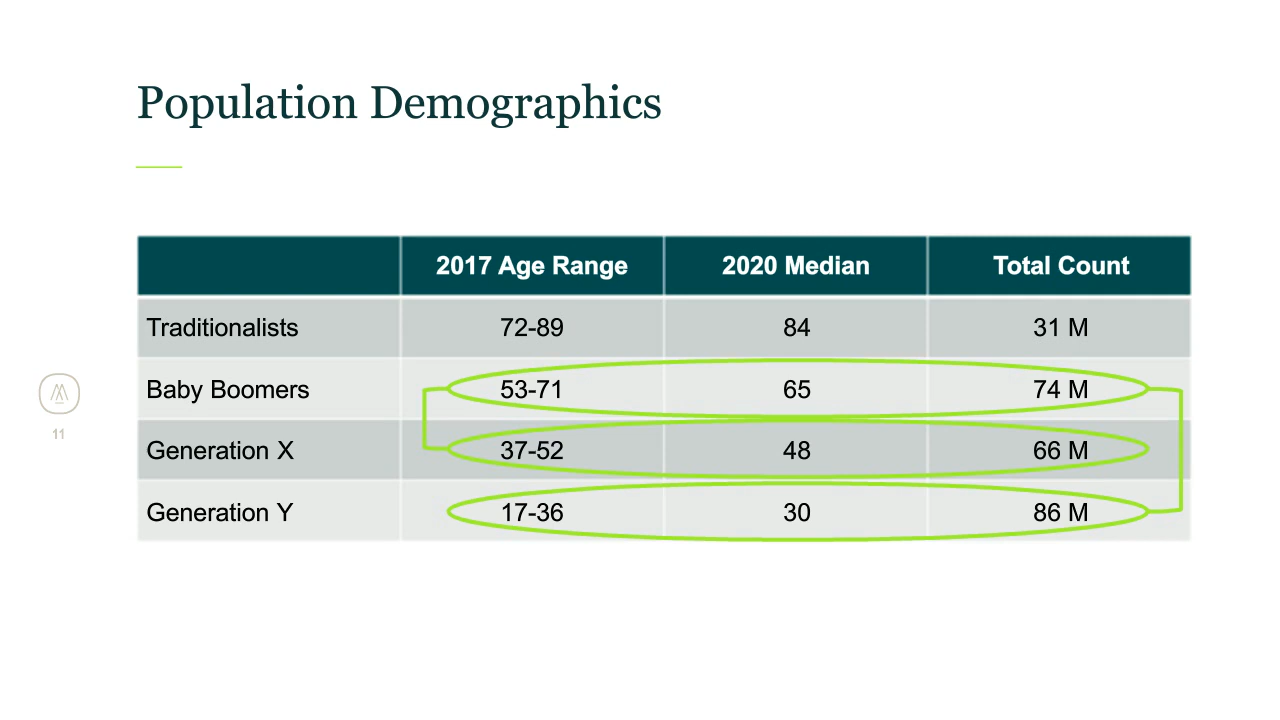 Population Demographics
2017 Age Range 2020 Median Total Count
Traditionalists 72-89 84 31 M
Baby Boomers 53-71 65 74 M
Generation X 37-52 48 66 M
Generation Y 17-36 30 86 M
11